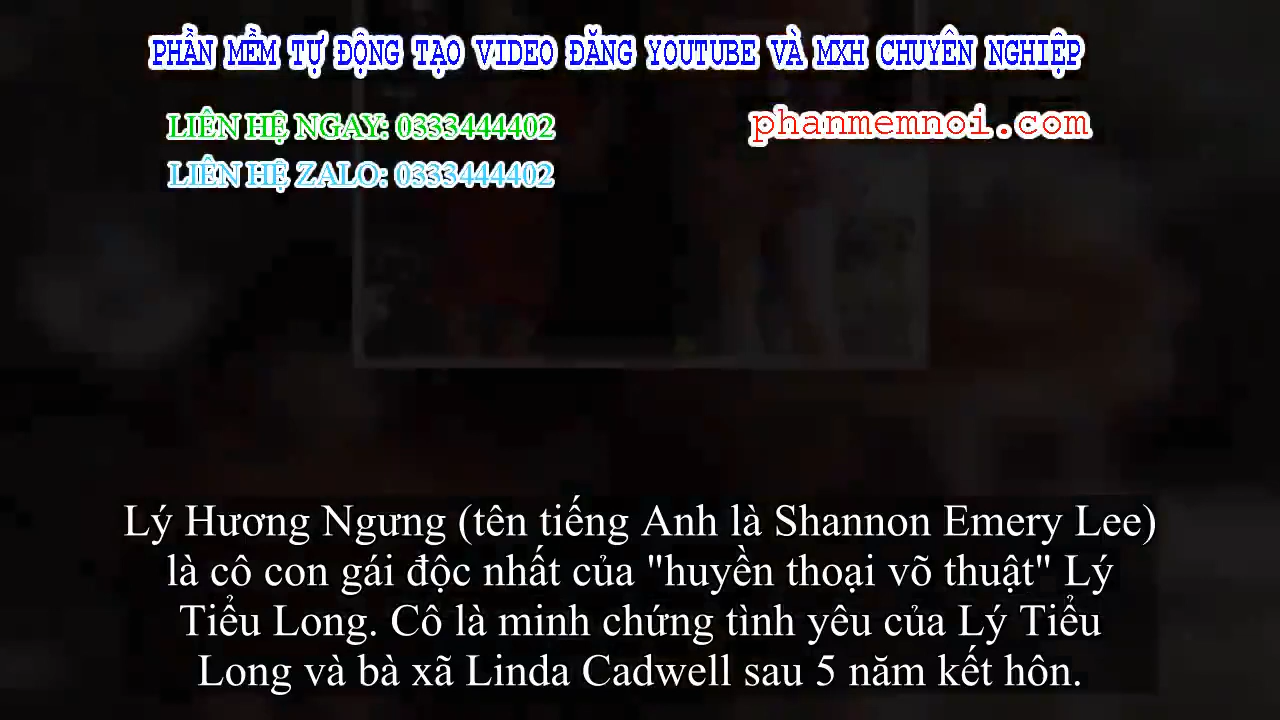 PHẦN MỀM TỰ ĐỘNG TẠO VIDEO ĐĂNG YOUTUBE VÀ MXH CHUYÊN NGHIỆP
LIÊN HỆ NGAY: 0333444402
phanmemnoi.com
LIÊN HỆ ZALO: 0333444402
Lý Hương Ngưng (tên tiếng Anh là Shannon Emery Lee)
là cô con gái độc nhất của "huyền thoại võ thuật" Lý
Tiểu Long. Cô là minh chứng tình yêu của Lý Tiểu
Long và bà xã Linda Cadwell sau 5 năm kết hôn.